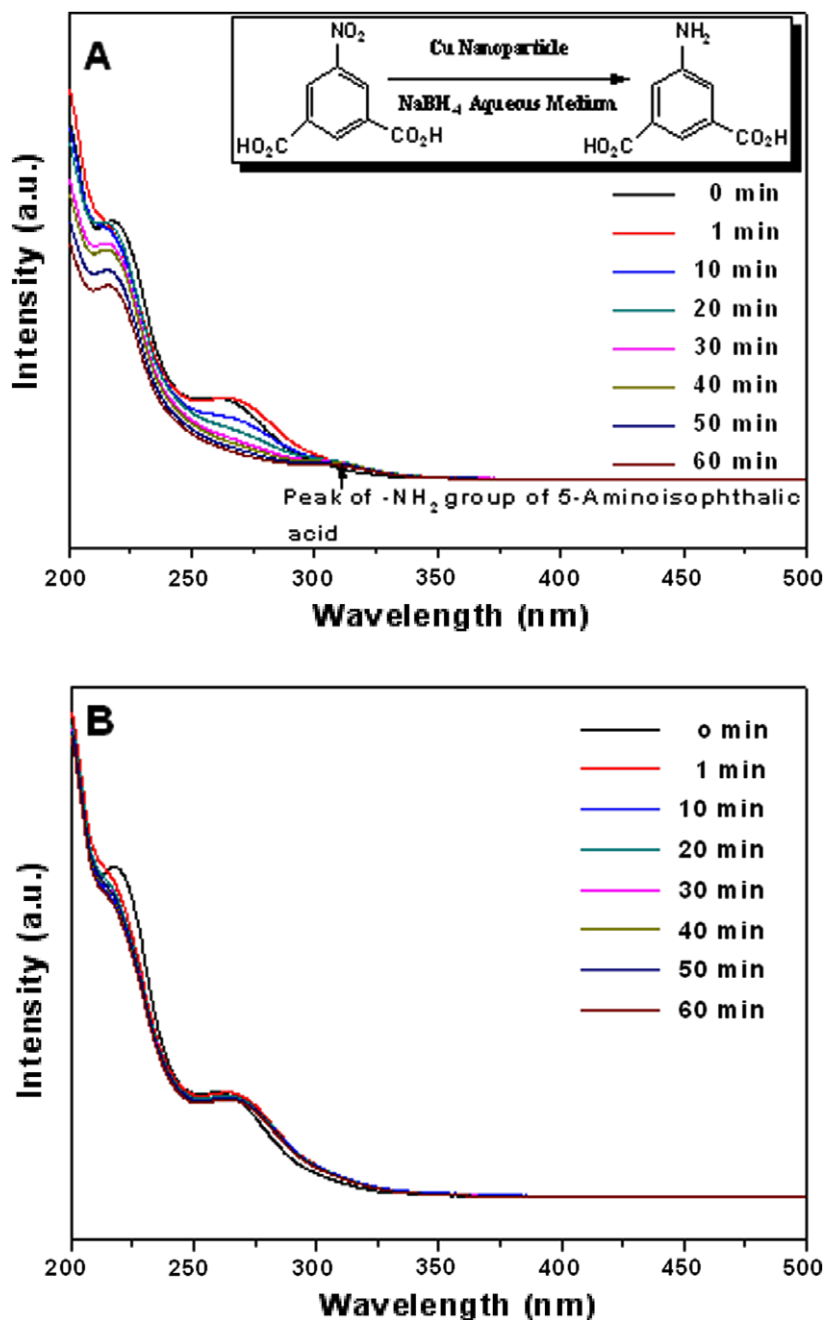 A
NO2
NH2
Cu Nanoparticle
NaBH4 Aqueous Medium
HO2C
CO2H
HO2C
CO2H
0 min
1 min
10 min
20 min
30 min
40 min
50 min
60 min
Peak of -NH2 group of 5-Aminoisophthalic
acid
Intensity (a.u.)
200 250 300 350 400 450 500
Wavelength (nm)
B
o min
1 min
10 min
20 min
30 min
40 min
50 min
60 min
Intensity (a.u.)
200 250 300 350 400 450 500
Wavelength (nm)